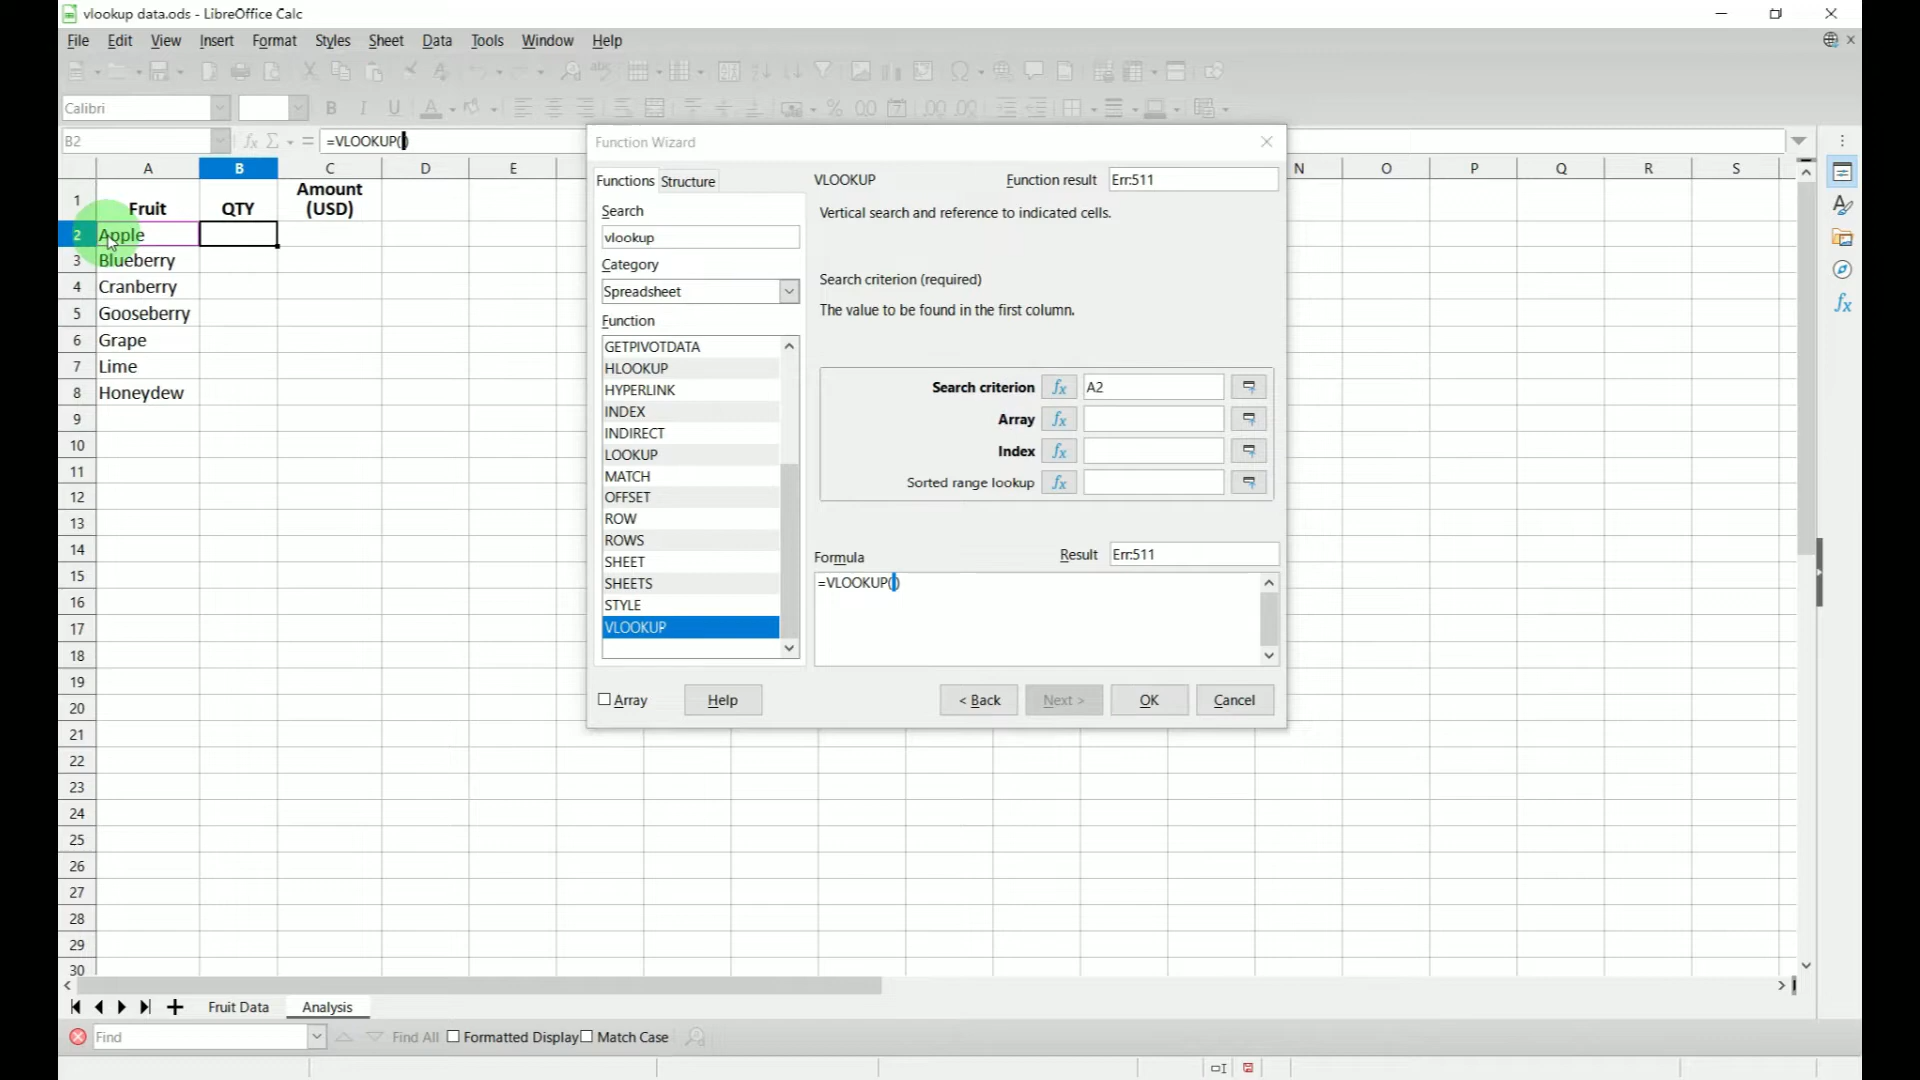 vlookup data.ods - LibreOffice Calc
File Edit View Insert Format Styles Sheet Data Tools Window Help
Calibri
B2 =VLOOKUP()
Function Wizard
A B C D E N O P Q R S
1 Fruit QTY Amount
(USD)
2 Apple
3 Blueberry
4 Cranberry
5 Gooseberry
6 Grape
7 Lime
8 Honeydew
9
10
11
12
13
14
15
16
17
18
19
20
21
22
23
24
25
26
27
28
29
30
Functions Structure
Search
vlookup
Category
Spreadsheet
Function
GETPIVOTDATA
HLOOKUP
HYPERLINK
INDEX
INDIRECT
LOOKUP
MATCH
OFFSET
ROW
ROWS
SHEET
SHEETS
STYLE
VLOOKUP
VLOOKUP Function result Err:511
Vertical search and reference to indicated cells.
Search criterion (required)
The value to be found in the first column.
Search criterion fx A2
Array fx
Index fx
Sorted range lookup fx
Formula Result Err:511
=VLOOKUP()
Array Help < Back Next > OK Cancel
Fruit Data Analysis
Find Find All Formatted Display Match Case